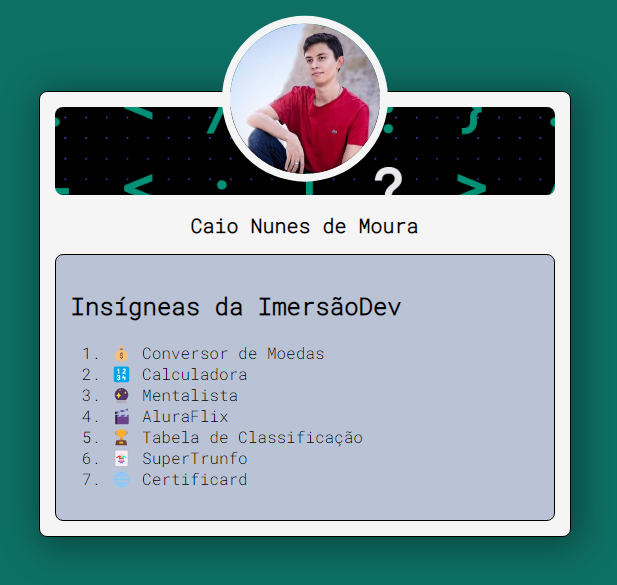 < / : }
< : ? >
Caio Nunes de Moura
Insígneas da ImersãoDev
1. 💰 Conversor de Moedas
2. 🔢 Calculadora
3. 🔮 Mentalista
4. 🎬 AluraFlix
5. 🏆 Tabela de Classificação
6. 🃏 SuperTrunfo
7. 🌐 Certificard